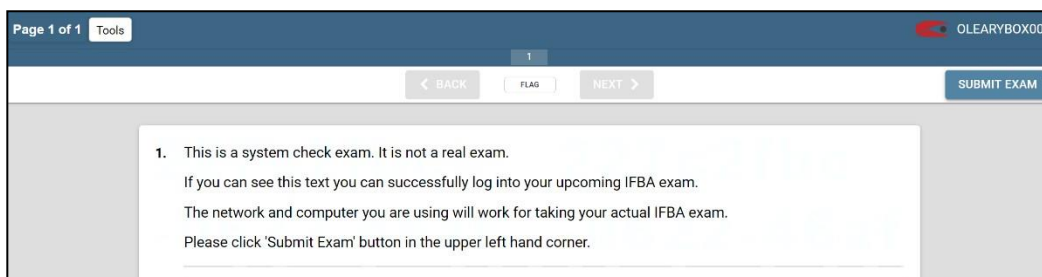 Page 1 of 1 Tools
OLEARYBOX00
1
BACK FLAG NEXT
SUBMIT EXAM
1. This is a system check exam. It is not a real exam.
If you can see this text you can successfully log into your upcoming IFBA exam.
The network and computer you are using will work for taking your actual IFBA exam.
Please click 'Submit Exam' button in the upper left hand corner.